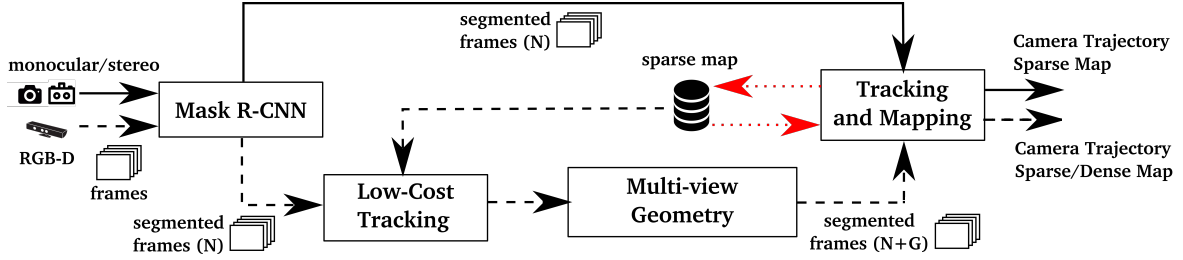 segmented
frames (N)
monocular/stereo
Mask R-CNN
RGB-D
frames
sparse map
Tracking
and Mapping
Camera Trajectory
Sparse Map
Camera Trajectory
Sparse/Dense Map
segmented
frames (N)
Low-Cost
Tracking
Multi-view
Geometry
segmented
frames (N+G)